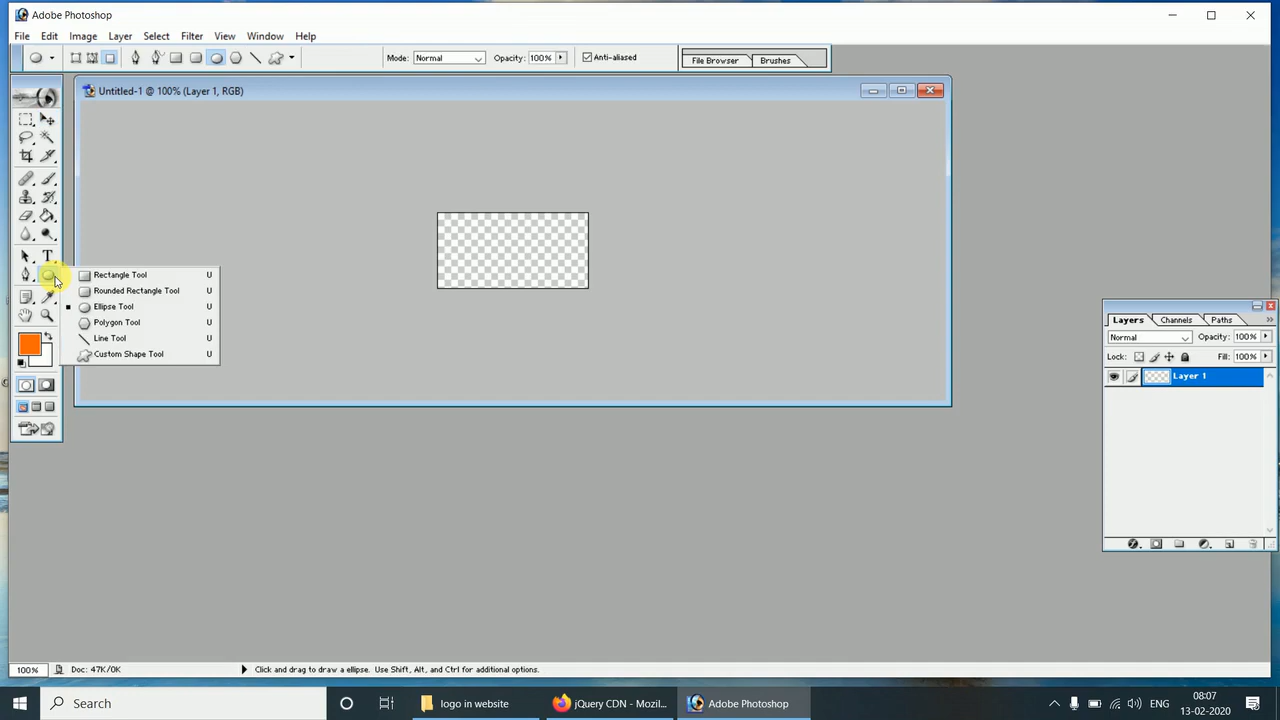 Adobe Photoshop
File Edit Image Layer Select Filter View Window Help
Mode: Normal Opacity: 100% Anti-aliased File Browser Brushes
Untitled-1 @ 100% (Layer 1, RGB)
T
Rectangle Tool U
Rounded Rectangle Tool U
Ellipse Tool U
Polygon Tool U
Line Tool U
Custom Shape Tool U
Layers Channels Paths
Normal Opacity: 100%
Lock: Fill: 100%
Layer 1
100% Doc: 47K/0K Click and drag to draw a ellipse. Use Shift, Alt, and Ctrl for additional options.
Search logo in website jQuery CDN - Mozil... Adobe Photoshop ENG 08:07
13-02-2020